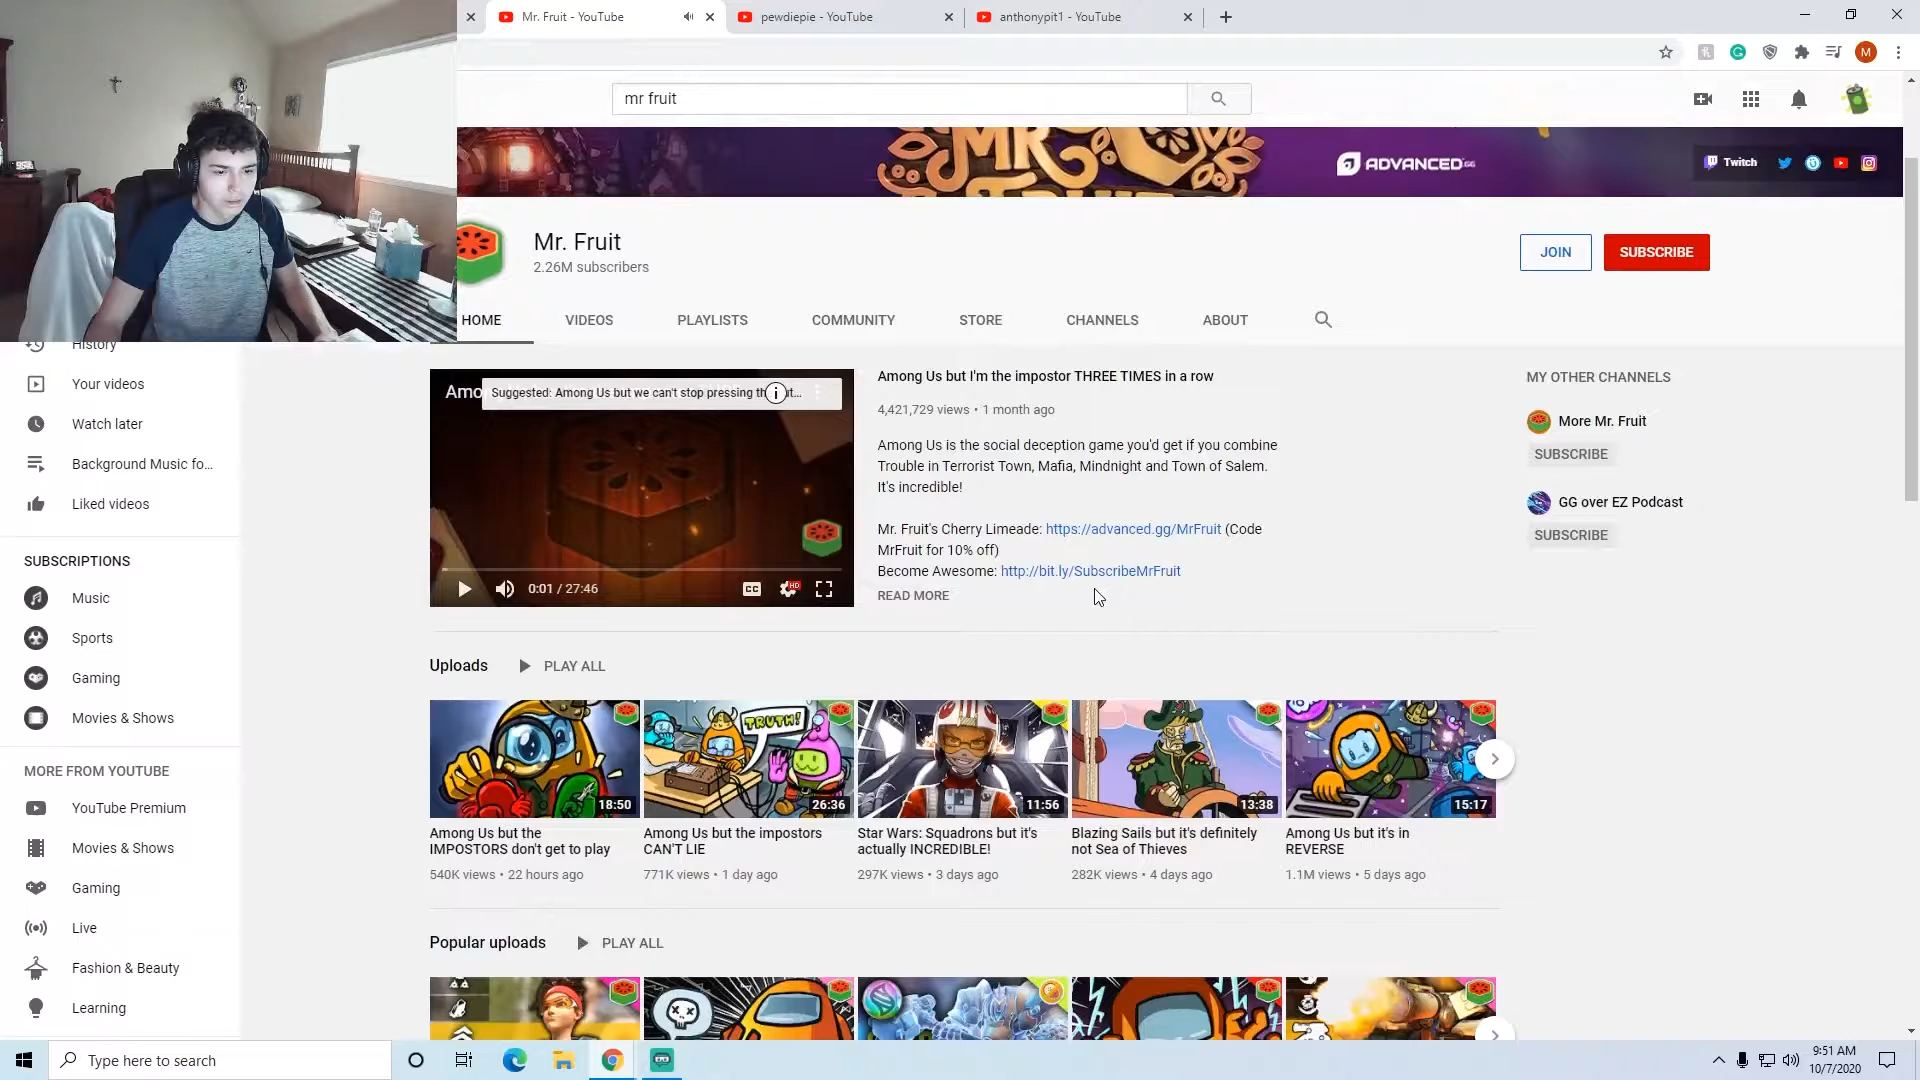 Mr. Fruit - YouTube
pewdiepie - YouTube
anthonypit1 - YouTube
M
mr fruit
MR
ADVANCED GG
Twitch
Mr. Fruit
2.26M subscribers
JOIN
SUBSCRIBE
HOME
VIDEOS
PLAYLISTS
COMMUNITY
STORE
CHANNELS
ABOUT
History
Your videos
Watch later
Background Music fo...
Liked videos
SUBSCRIPTIONS
Music
Sports
Gaming
Movies & Shows
MORE FROM YOUTUBE
YouTube Premium
Movies & Shows
Gaming
Live
Fashion & Beauty
Learning
Amo
Suggested: Among Us but we can't stop pressing th
0:01 / 27:46
CC
HD
Among Us but I'm the impostor THREE TIMES in a row
4,421,729 views • 1 month ago
Among Us is the social deception game you'd get if you combine
Trouble in Terrorist Town, Mafia, Mindnight and Town of Salem.
It's incredible!
Mr. Fruit's Cherry Limeade: https://advanced.gg/MrFruit (Code
MrFruit for 10% off)
Become Awesome: http://bit.ly/SubscribeMrFruit
READ MORE
MY OTHER CHANNELS
More Mr. Fruit
SUBSCRIBE
GG over EZ Podcast
SUBSCRIBE
Uploads
PLAY ALL
18:50
TRUTH!
26:36
11:56
13:38
15:17
Among Us but the
IMPOSTORS don't get to play
540K views • 22 hours ago
Among Us but the impostors
CAN'T LIE
771K views • 1 day ago
Star Wars: Squadrons but it's
actually INCREDIBLE!
297K views • 3 days ago
Blazing Sails but it's definitely
not Sea of Thieves
282K views • 4 days ago
Among Us but it's in
REVERSE
1.1M views • 5 days ago
Popular uploads
PLAY ALL
Type here to search
9:51 AM
10/7/2020